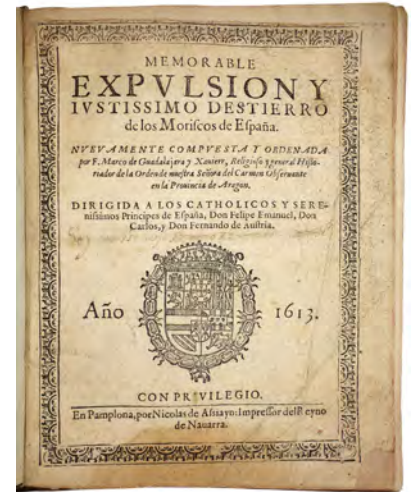 MEMORABLE
EXPVLSION Y
IVSTISSIMO DESTIERRO
de los Moriſcos de Eſpaña.
NVEVAMENTE COMPVESTA Y ORDENADA
por F. Marco de Guadalajara y Xauierr, Religioſo y general Hiſto-
riador de la Orden de nueſtra Señora del Carmen Obſeruante
en la Prouincia de Aragon.
DIRIGIDA A LOS CATHOLICOS Y SERE-
niſsimos Principes de Eſpaña, Don Felipe Emanuel, Don
Carlos, y Don Fernando de Auſtria.
Año 1613.
CON PRIVILEGIO.
En Pamplona, por Nicolas de Aſsiayo: Impreſſor del Reyno
de Nauarra.